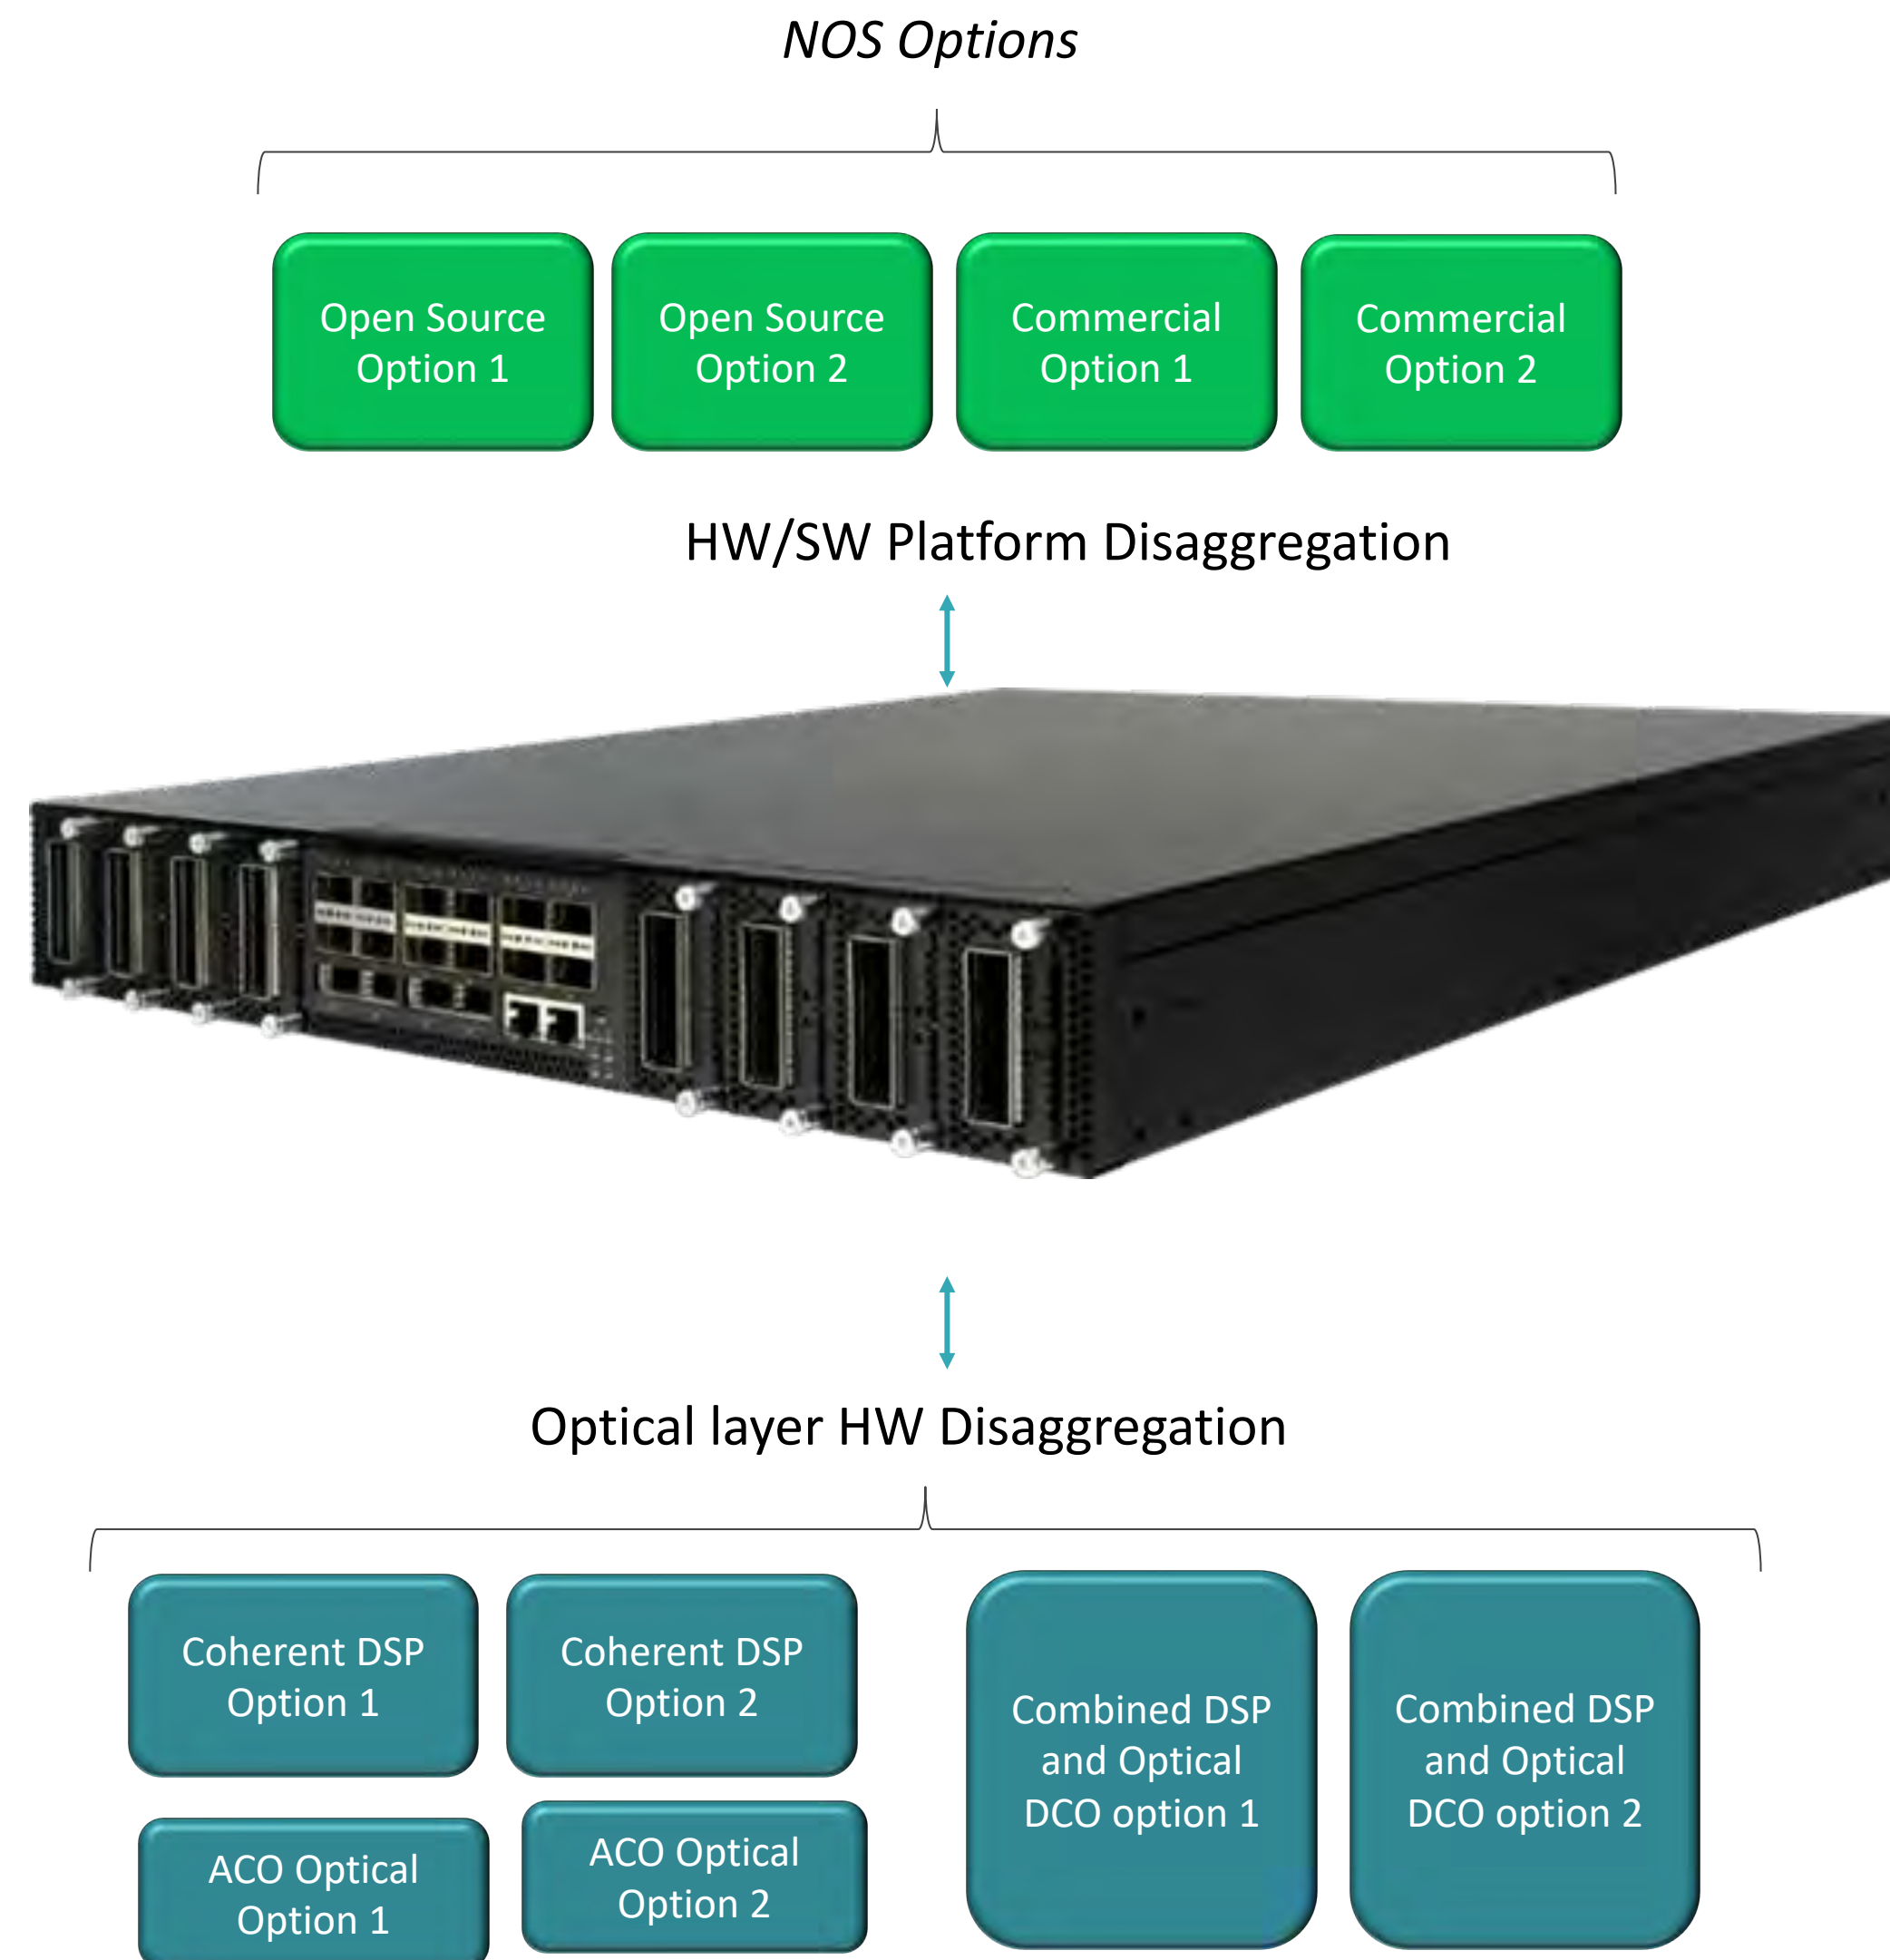 NOS Options
Open Source
Option 1
Open Source
Option 2
Commercial
Option 1
Commercial
Option 2
HW/SW Platform Disaggregation
Optical layer HW Disaggregation
Coherent DSP
Option 1
Coherent DSP
Option 2
Combined DSP
and Optical
DCO option 1
Combined DSP
and Optical
DCO option 2
ACO Optical
Option 1
ACO Optical
Option 2